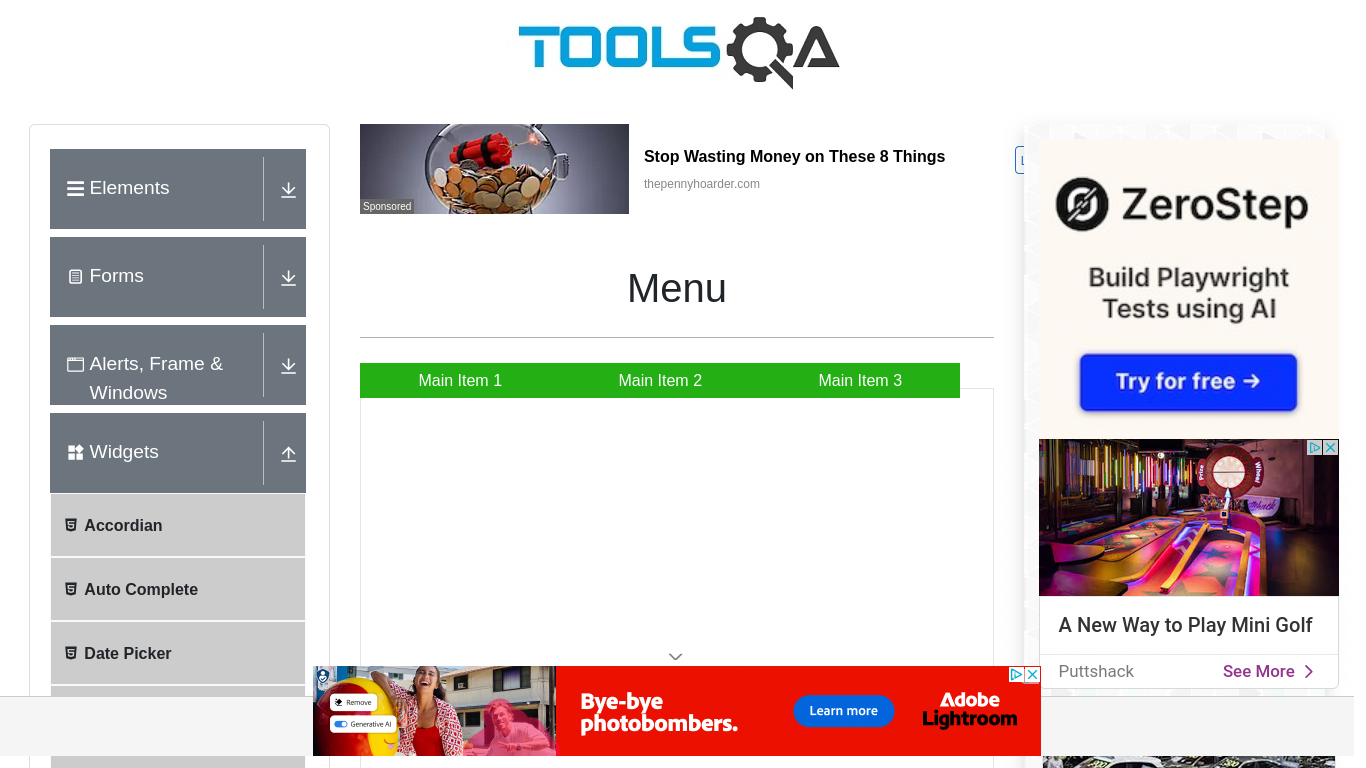 TOOLSQA
Elements
Forms
Alerts, Frame &
Windows
Widgets
Accordian
Auto Complete
Date Picker
Sponsored
Stop Wasting Money on These 8 Things
thepennyhoarder.com
Menu
Main Item 1
Main Item 2
Main Item 3
ZeroStep
Build Playwright
Tests using AI
Try for free →
A New Way to Play Mini Golf
Puttshack
See More
Remove
Generative AI
Bye-bye
photobombers.
Learn more
Adobe
Lightroom